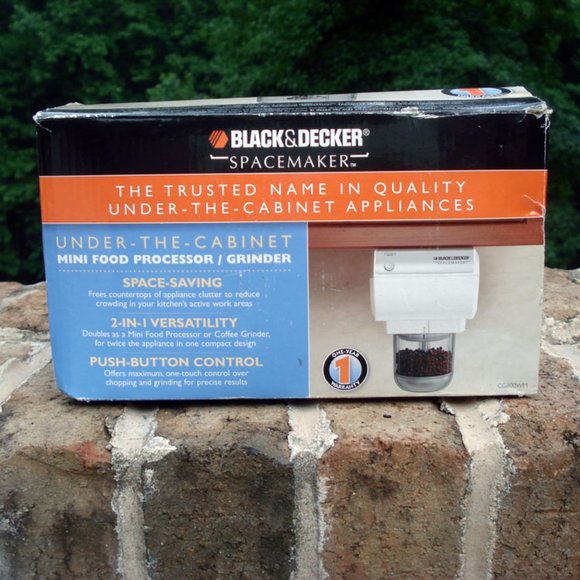 BLACK&DECKER®
SPACEMAKER™
THE TRUSTED NAME IN QUALITY
UNDER-THE-CABINET APPLIANCES
UNDER-THE-CABINET
MINI FOOD PROCESSOR / GRINDER
SPACE-SAVING
Frees countertops of appliance clutter to reduce
crowding in your kitchen's active work areas
2-IN-1 VERSATILITY
Doubles as a Mini Food Processor or Coffee Grinder,
for twice the appliance in one compact design
PUSH-BUTTON CONTROL
Offers maximum, one-touch control over
chopping and grinding for precise results
BLACK&DECKER
SPACEMAKER
ONE-YEAR
1
WARRANTY